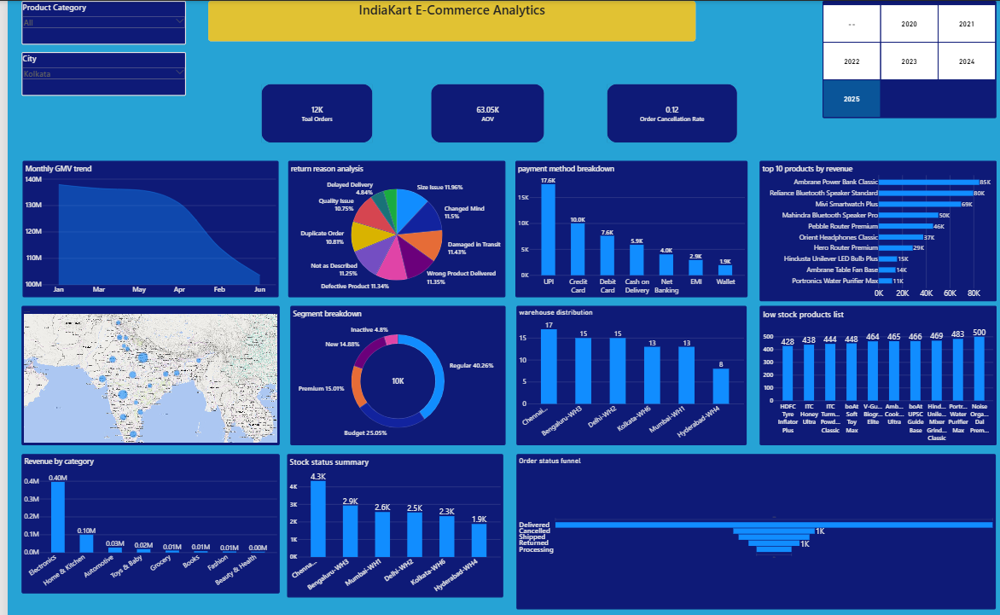 Product Category
All
City
Kolkata
IndiaKart E-Commerce Analytics
--
2020
2021
2022
2023
2024
2025
12K
Toal Orders
63.05K
AOV
0.12
Order Cancellation Rate
Monthly GMV trend
140M
130M
120M
110M
100M
Jan
Mar
May
Apr
Feb
Jun
return reason analysis
Delayed Delivery
4.84%
Quality Issue
10.75%
Duplicate Order
10.81%
Not as Described
11.25%
Defective Product 11.34%
Size Issue 11.96%
Changed Mind
11.5%
Damaged in Transit
11.43%
Wrong Product Delivered
11.35%
payment method breakdown
15K
10K
5K
0K
17.6K
10.0K
7.6K
5.9K
4.0K
2.9K
1.9K
UPI
Credit
Card
Debit
Card
Cash on
Delivery
Net
Banking
EMI
Wallet
top 10 products by revenue
Ambrane Power Bank Classic
85K
Reliance Bluetooth Speaker Standard
80K
Mivi Smartwatch Plus
69K
Mahindra Bluetooth Speaker Pro
50K
Pebble Router Premium
46K
Orient Headphones Classic
37K
Hero Router Premium
29K
Hindusta Unilever LED Bulb Plus
15K
Ambrane Table Fan Base
14K
Portronics Water Purifier Max
11K
0K
20K
40K
60K
80K
Segment breakdown
Inactive 4.8%
New 14.88%
Premium 15.01%
Budget 25.05%
Regular 40.26%
10K
warehouse distribution
15
10
5
0
17
15
15
13
13
8
Chennai...
Bengaluru-WH3
Delhi-WH2
Kolkata-WH6
Mumbai-WH1
Hyderabad-WH4
low stock products list
500
400
300
200
100
0
428
438
444
448
464
465
466
469
483
500
HDFC
Tyre
Inflator
Plus
ITC
Honey
Ultra
ITC
Turm...
Powd...
Classic
boAt
Soft
Toy
Max
V-Gu...
Biogr...
Elite
Amb...
Cook...
Ultra
boAt
UPSC
Guide
Base
Hind...
Unile...
Mixer
Grind...
Classic
Portr...
Water
Purifier
Max
Noise
Orga...
Dal
Prem...
Revenue by category
0.4M
0.3M
0.2M
0.1M
0.0M
0.40M
0.10M
0.03M
0.02M
0.01M
0.01M
0.01M
0.00M
Electronics
Home & Kitchen
Automotive
Toys & Baby
Grocery
Books
Fashion
Beauty & Health
Stock status summary
4K
3K
2K
1K
0K
4.3K
2.9K
2.6K
2.5K
2.3K
1.9K
Chenna...
Bengaluru-WH3
Mumbai-WH1
Delhi-WH2
Kolkata-WH6
Hyderabad-WH4
Order status funnel
Delivered
Cancelled
1K
Shipped
Returned
1K
Processing